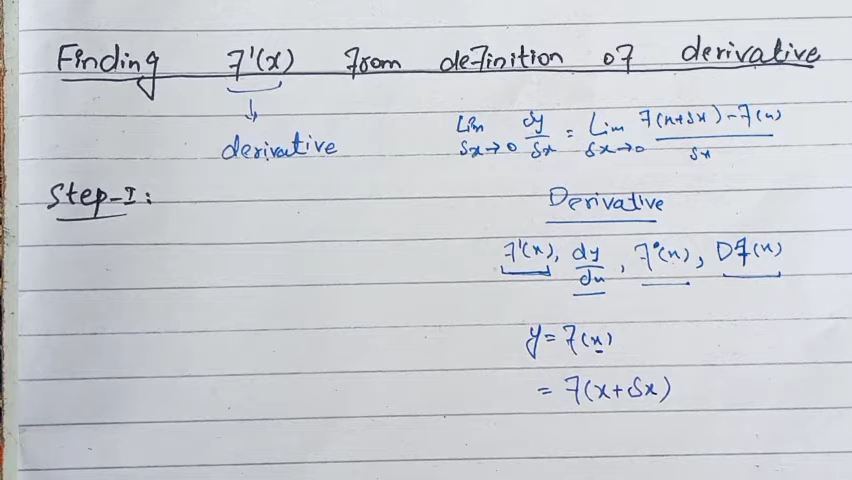 Finding f'(x) from definition of derivative
↓
derivative
Lim δx→0 δy/δx = Lim δx→0 f(x+δx)-f(x)/δx
Step-I:
Derivative
f'(x), dy/dx, f°(x), Df(x)
y = f(x)
= f(x+δx)